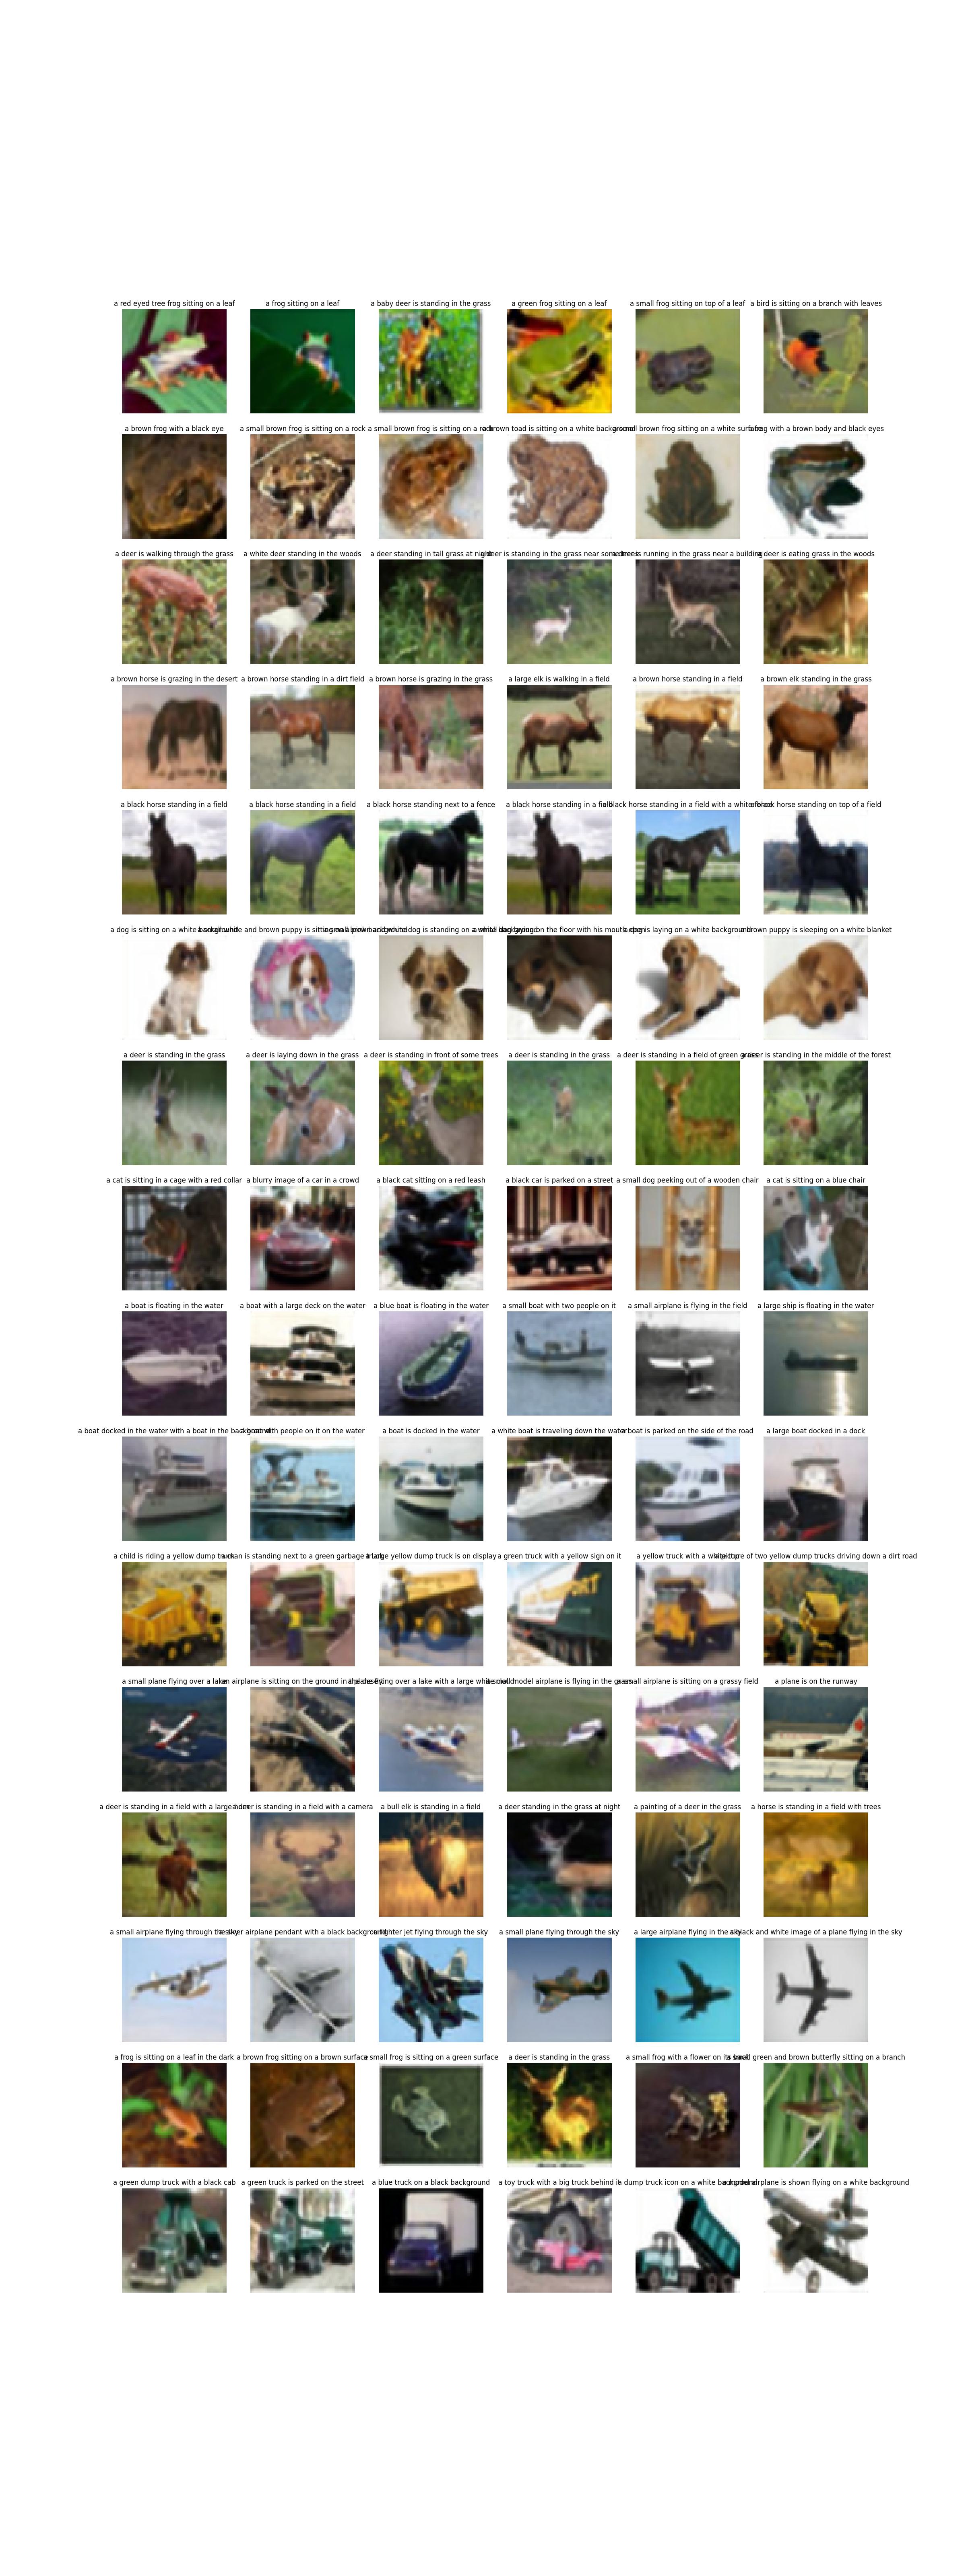 a red eyed tree frog sitting on a leaf
a frog sitting on a leaf
a baby deer is standing in the grass
a green frog sitting on a leaf
a small frog sitting on top of a leaf
a bird is sitting on a branch with leaves
a brown frog with a black eye
a small brown frog is sitting on a rock
a small brown frog is sitting on a rock
a brown toad is sitting on a white background
a small brown frog sitting on a white surface
a frog with a brown body and black eyes
a deer is walking through the grass
a white deer standing in the woods
a deer standing in tall grass at night
a deer is standing in the grass near some trees
a deer is running in the grass near a building
a deer is eating grass in the woods
a brown horse is grazing in the desert
a brown horse standing in a dirt field
a brown horse is grazing in the grass
a large elk is walking in a field
a brown horse standing in a field
a brown elk standing in the grass
a black horse standing in a field
a black horse standing in a field
a black horse standing next to a fence
a black horse standing in a field
a black horse standing in a field with a white fence
a black horse standing on top of a field
a dog is sitting on a white background
a small white and brown puppy is sitting on a pink background
a small brown and white dog is standing on a white background
a small dog laying on the floor with his mouth open
a dog is laying on a white background
a brown puppy is sleeping on a white blanket
a deer is standing in the grass
a deer is laying down in the grass
a deer is standing in front of some trees
a deer is standing in the grass
a deer is standing in a field of green grass
a deer is standing in the middle of the forest
a cat is sitting in a cage with a red collar
a blurry image of a car in a crowd
a black cat sitting on a red leash
a black car is parked on a street
a small dog peeking out of a wooden chair
a cat is sitting on a blue chair
a boat is floating in the water
a boat with a large deck on the water
a blue boat is floating in the water
a small boat with two people on it
a small airplane is flying in the field
a large ship is floating in the water
a boat docked in the water with a boat in the background
a boat with people on it on the water
a boat is docked in the water
a white boat is traveling down the water
a boat is parked on the side of the road
a large boat docked in a dock
a child is riding a yellow dump truck
a man is standing next to a green garbage truck
a large yellow dump truck is on display
a green truck with a yellow sign on it
a yellow truck with a white top
a picture of two yellow dump trucks driving down a dirt road
a small plane flying over a lake
an airplane is sitting on the ground in the desert
a plane flying over a lake with a large white cloud
a small model airplane is flying in the grass
a small airplane is sitting on a grassy field
a plane is on the runway
a deer is standing in a field with a large horn
a deer is standing in a field with a camera
a bull elk is standing in a field
a deer standing in the grass at night
a painting of a deer in the grass
a horse is standing in a field with trees
a small airplane flying through the sky
a silver airplane pendant with a black background
a fighter jet flying through the sky
a small plane flying through the sky
a large airplane flying in the sky
a black and white image of a plane flying in the sky
a frog is sitting on a leaf in the dark
a brown frog sitting on a brown surface
a small frog is sitting on a green surface
a deer is standing in the grass
a small frog with a flower on its back
a small green and brown butterfly sitting on a branch
a green dump truck with a black cab
a green truck is parked on the street
a blue truck on a black background
a toy truck with a big truck behind it
a dump truck icon on a white background
a model airplane is shown flying on a white background